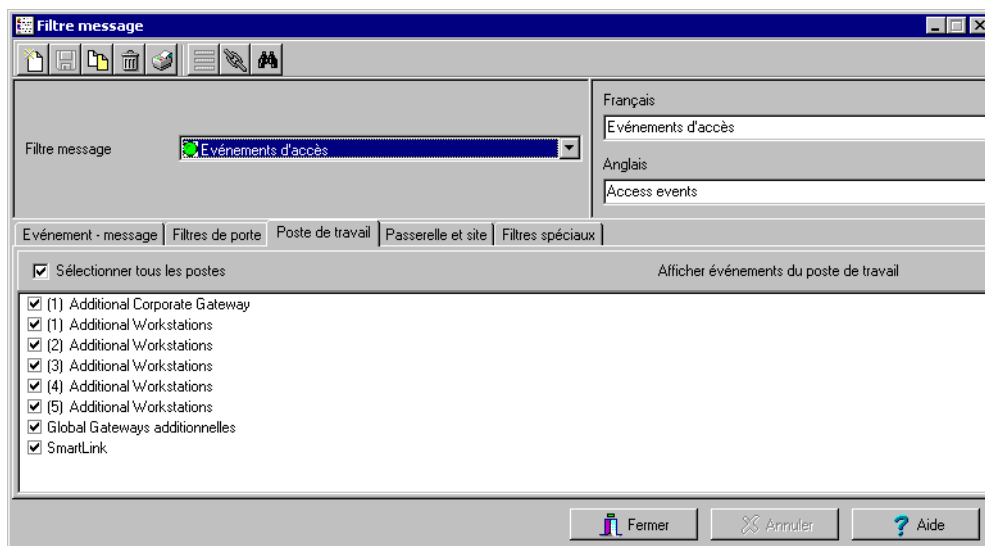 Filtre message
Français
Evénements d'accès
Filtre message
Evénements d'accès
Anglais
Access events
Evénement - message
Filtres de porte
Poste de travail
Passerelle et site
Filtres spéciaux
Sélectionner tous les postes
Afficher événements du poste de travail
(1) Additional Corporate Gateway
(1) Additional Workstations
(2) Additional Workstations
(3) Additional Workstations
(4) Additional Workstations
(5) Additional Workstations
Global Gateways additionnelles
SmartLink
Fermer
Annuler
Aide